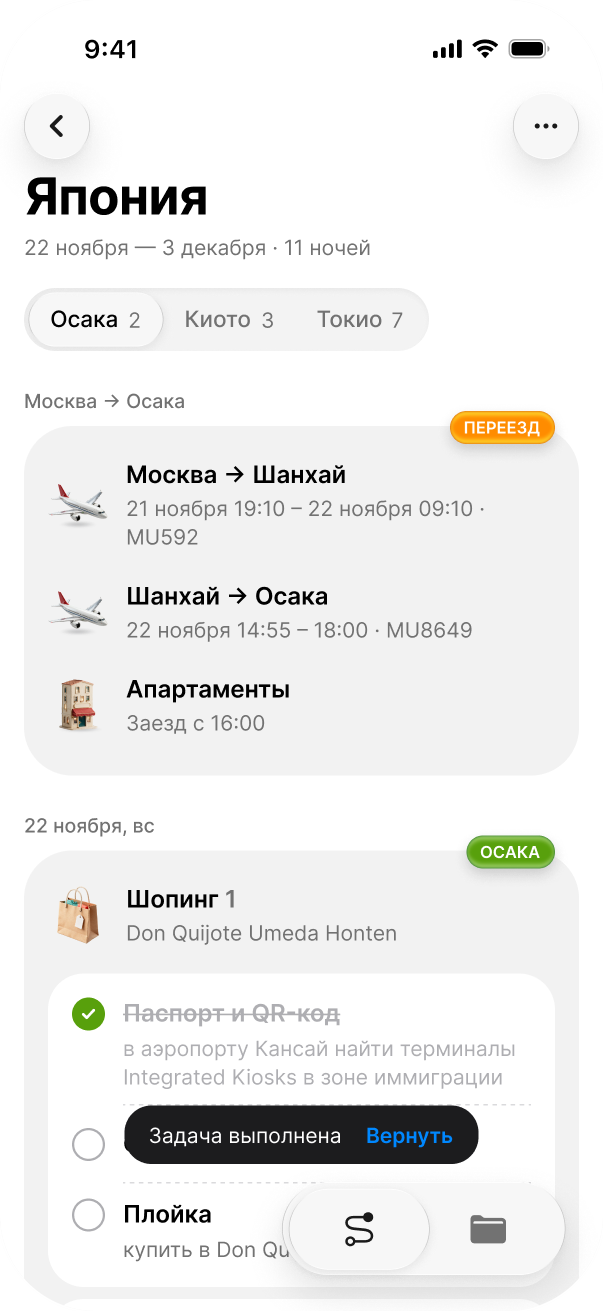 9:41
Япония
22 ноября — 3 декабря · 11 ночей
Осака 2 Киото 3 Токио 7
Москва → Осака
ПЕРЕЕЗД
Москва → Шанхай
21 ноября 19:10 – 22 ноября 09:10 ·
MU592
Шанхай → Осака
22 ноября 14:55 – 18:00 · MU8649
Апартаменты
Заезд с 16:00
22 ноября, вс
ОСАКА
Шопинг 1
Don Quijote Umeda Honten
Паспорт и QR-код
в аэропорту Кансай найти терминалы
Integrated Kiosks в зоне иммиграции
Задача выполнена Вернуть
Плойка
купить в Don